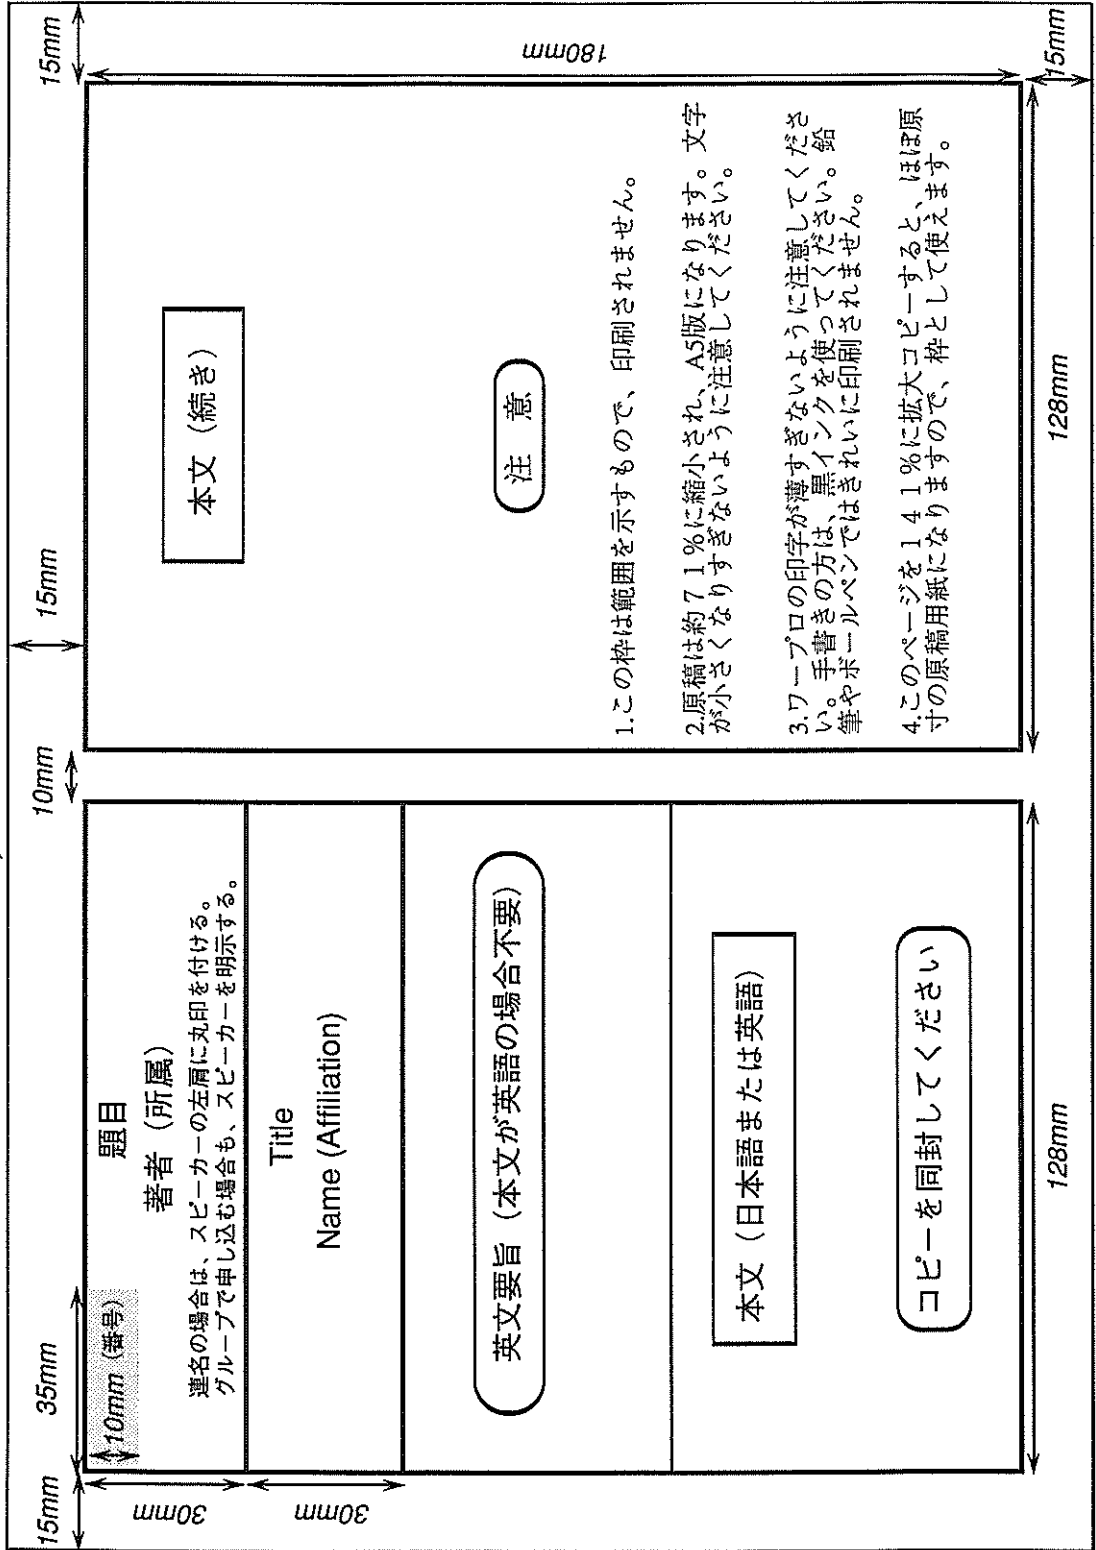 15mm
35mm
10mm
15mm
15mm
30mm
10mm (番号)
題目
著者（所属）
連名の場合は、スピーカーの左肩に丸印を付ける。
グループで申し込む場合も、スピーカーを明示する。
30mm
Title
Name (Affiliation)
英文要旨（本文が英語の場合不要）
本文（日本語または英語）
コピーを同封してください
128mm
本文（続き）
注 意
1.この枠は範囲を示すもので、印刷されません。
2.原稿は約７１%に縮小され、A5版になります。文字
が小さくなりすぎないように注意してください。
3.ワープロの印字が薄すぎないように注意してくださ
い。手書きの方は、黒インクを使ってください。鉛
筆やボールペンではきれいに印刷されません。
4.このページを１４１%に拡大コピーすると、ほぼ原
寸の原稿用紙になりますので、枠として使えます。
180mm
128mm
15mm